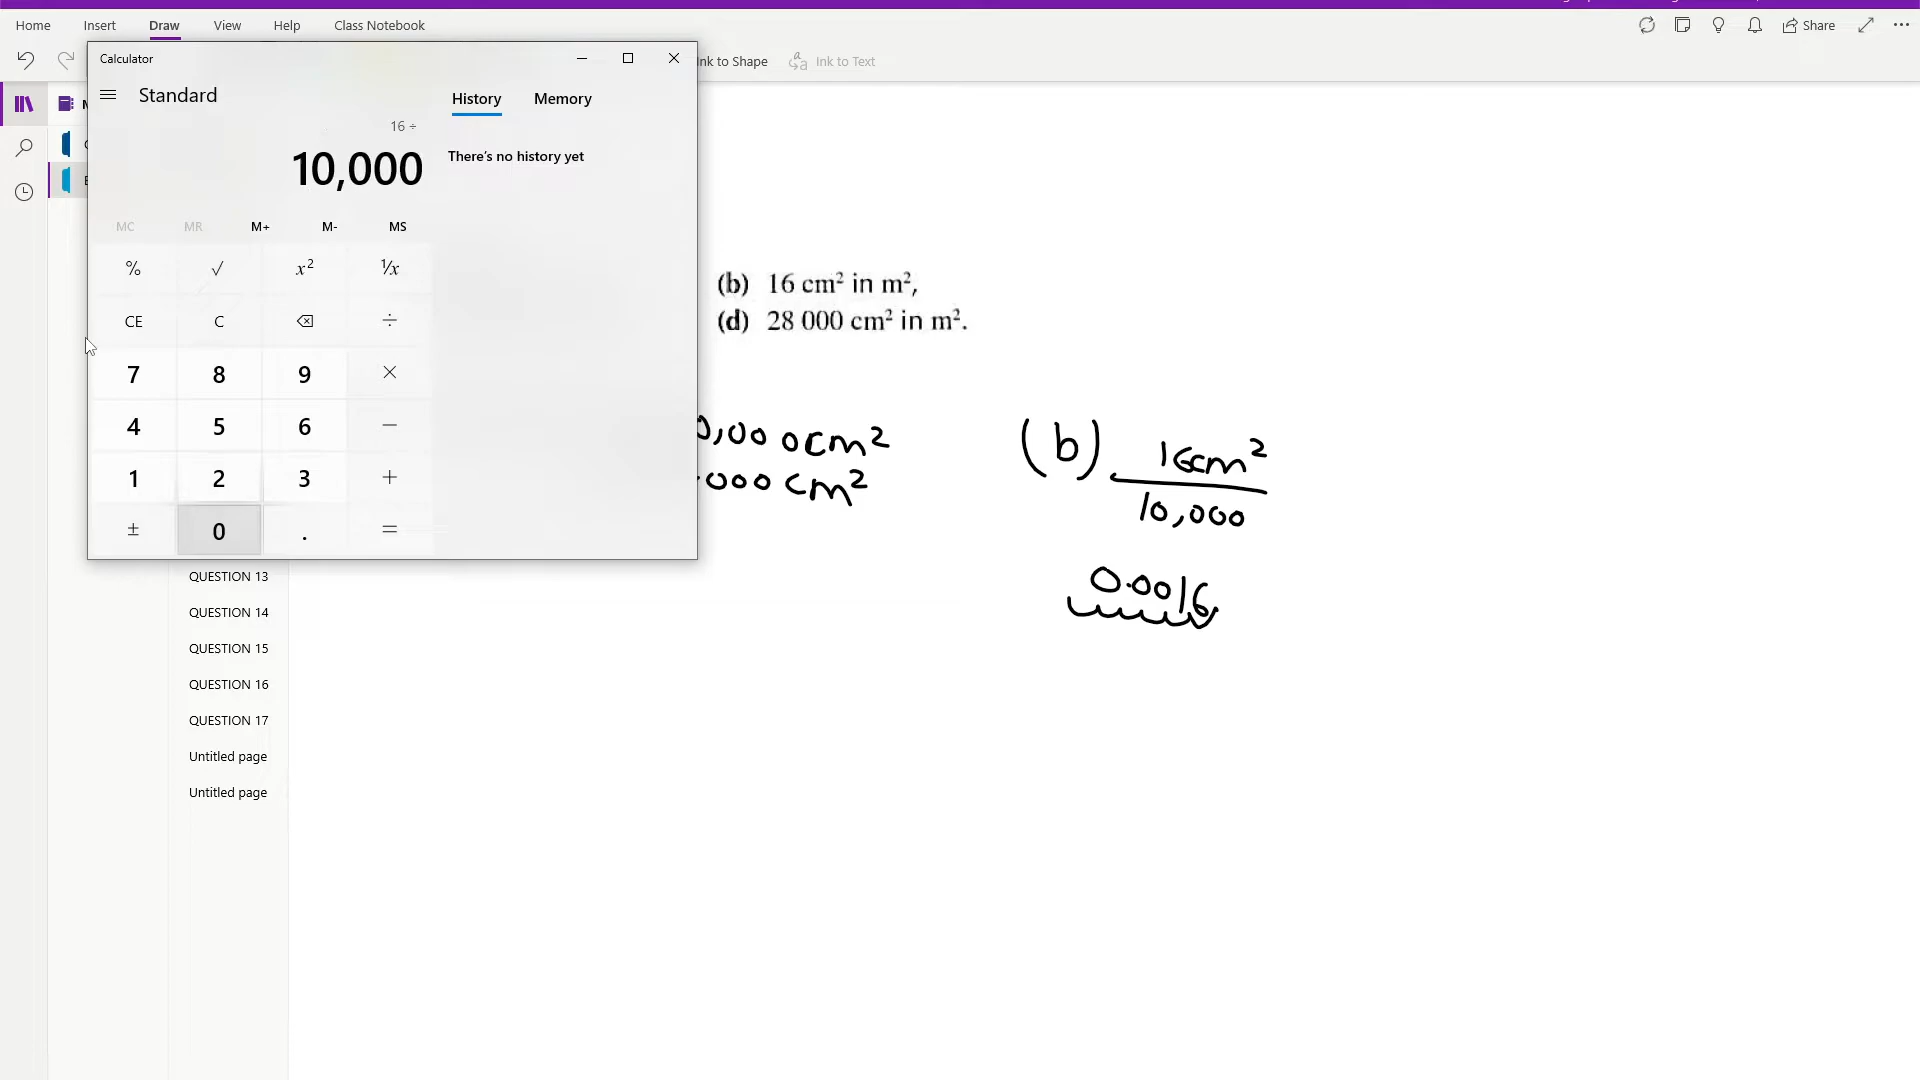 Home Insert Draw View Help Class Notebook
Share
Ink to Shape Ink to Text
Calculator
Standard
History Memory
16 ÷
10,000
There's no history yet
MC MR M+ M- MS
% √ x² ¹/x
CE C ÷
7 8 9 ×
4 5 6 −
1 2 3 +
± 0 . =
(b) 16 cm² in m²,
(d) 28 000 cm² in m².
0,000cm²
000 cm²
(b) 16cm²
10,000
0.0016
QUESTION 13
QUESTION 14
QUESTION 15
QUESTION 16
QUESTION 17
Untitled page
Untitled page